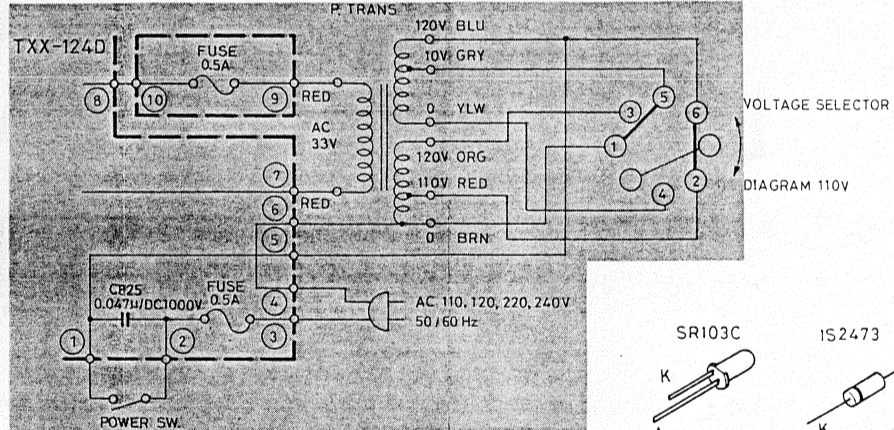 P. TRANS
TXX-124D
FUSE
0.5A
8
10
9
RED
AC
33V
7
RED
6
5
4
3
120V BLU
10V GRY
0 YLW
120V ORG
110V RED
0 BRN
3
5
6
1
4
2
VOLTAGE SELECTOR
DIAGRAM 110V
CP25
0.047µ/DC1000V
FUSE
0.5A
1
2
POWER SW.
AC 110, 120, 220, 240V
50/60 Hz
SR103C
K
1S2473
K